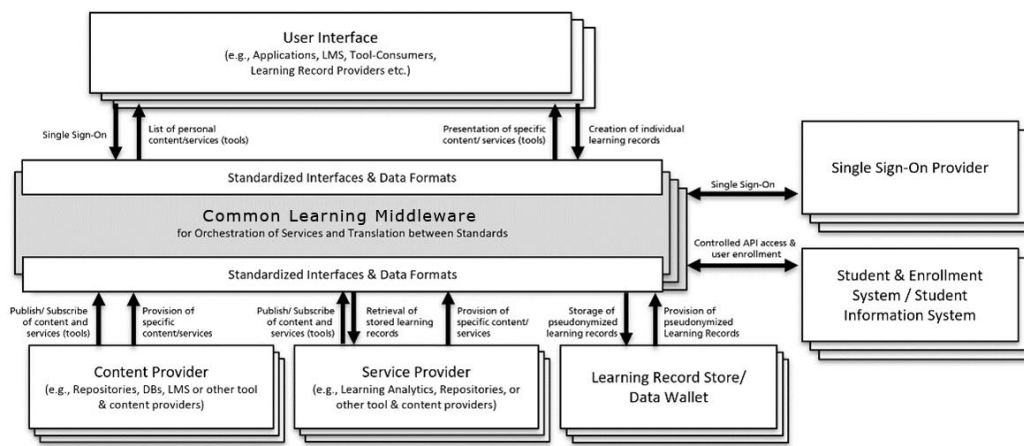 User Interface
(e.g., Applications, LMS, Tool-Consumers,
Learning Record Providers etc.)
Single Sign-On
List of personal
content/services (tools)
Presentation of specific
content/ services (tools)
Creation of individual
learning records
Standardized Interfaces & Data Formats
Common Learning Middleware
for Orchestration of Services and Translation between Standards
Standardized Interfaces & Data Formats
Single Sign-On
Single Sign-On Provider
Controlled API access &
user enrollment
Student & Enrollment
System / Student
Information System
Publish/ Subscribe
of content and
services (tools)
Provision of
specific
content/services
Publish/ Subscribe
of content and
services (tools)
Retrieval of
stored learning
records
Provision of
specific content/
services
Storage of
pseudonymized
learning records
Provision of
pseudonymized
Learning Records
Content Provider
(e.g., Repositories, DBs, LMS or other tool
& content providers)
Service Provider
(e.g., Learning Analytics, Repositories, or
other tool & content providers)
Learning Record Store/
Data Wallet